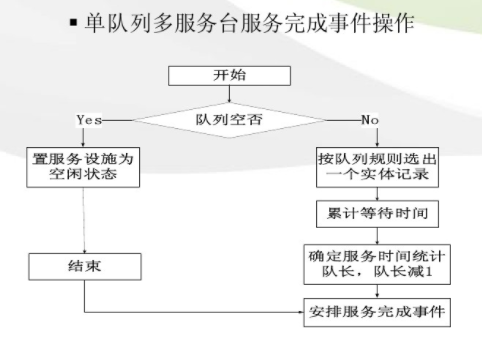 ▪ 单队列多服务台服务完成事件操作
开始
队列空否
Yes
No
置服务设施为
空闲状态
按队列规则选出
一个实体记录
累计等待时间
确定服务时间统计
队长，队长减1
结束
安排服务完成事件